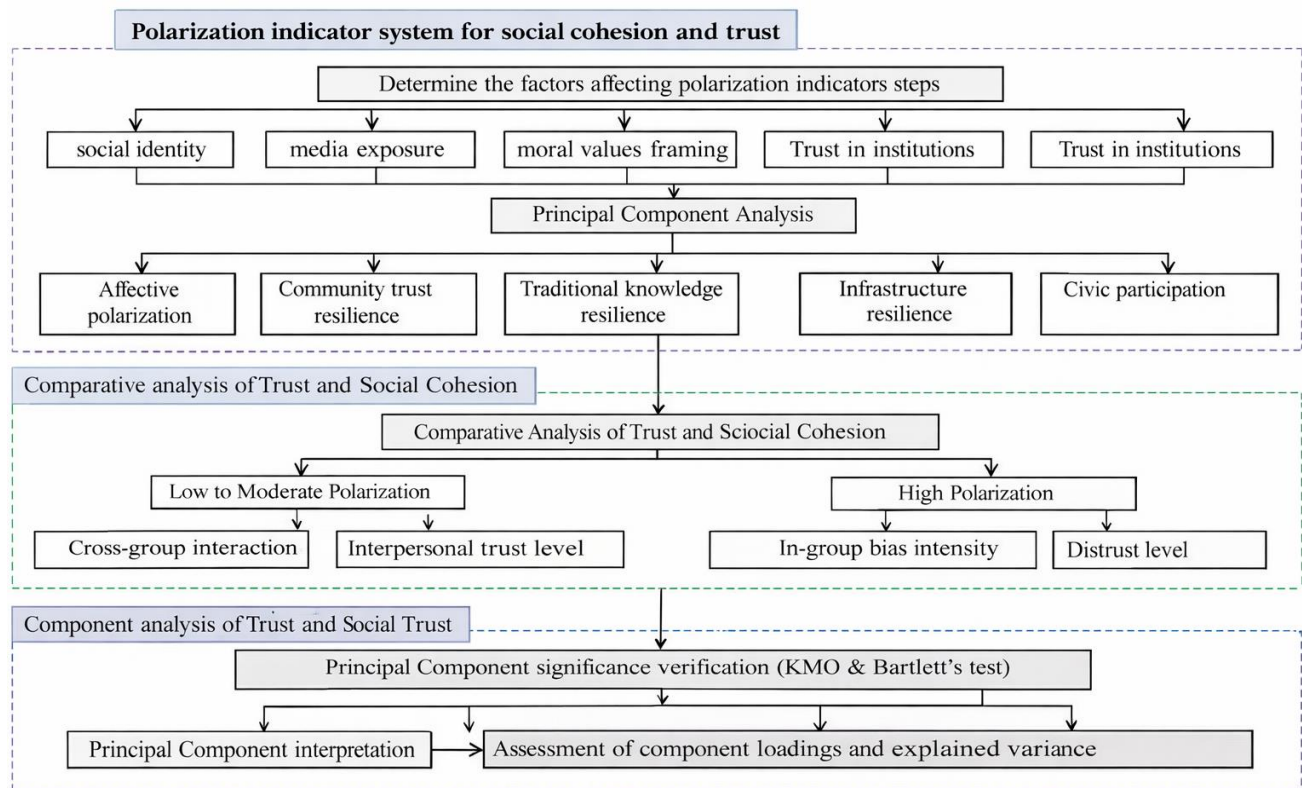 Polarization indicator system for social cohesion and trust
Determine the factors affecting polarization indicators steps
social identity
media exposure
moral values framing
Trust in institutions
Trust in institutions
Principal Component Analysis
Affective
polarization
Community trust
resilience
Traditional knowledge
resilience
Infrastructure
resilience
Civic participation
Comparative analysis of Trust and Social Cohesion
Comparative Analysis of Trust and Sciocial Cohesion
Low to Moderate Polarization
High Polarization
Cross-group interaction
Interpersonal trust level
In-group bias intensity
Distrust level
Component analysis of Trust and Social Trust
Principal Component significance verification (KMO & Bartlett's test)
Principal Component interpretation
Assessment of component loadings and explained variance